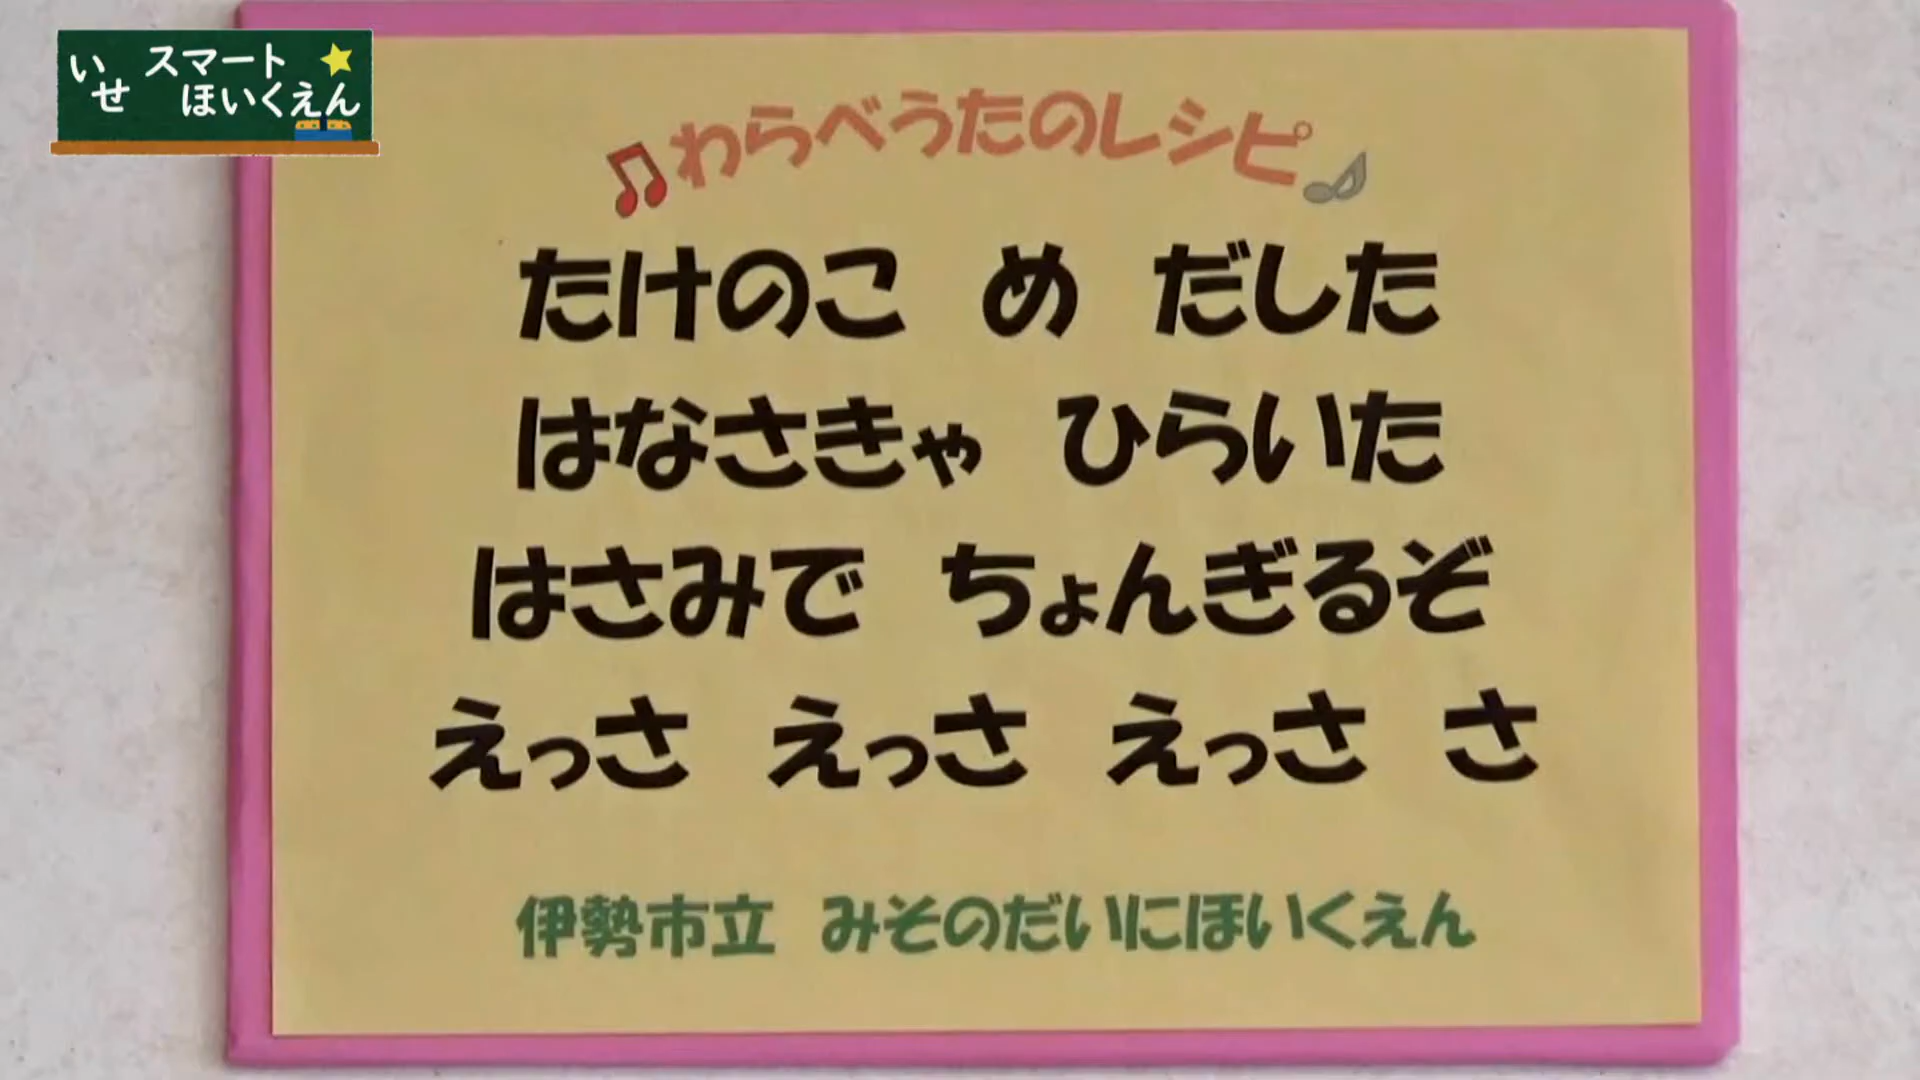 いせ スマートほいくえん
わらべうたのレシピ
たけのこ め だした
はなさきゃ ひらいた
はさみで ちょんぎるぞ
えっさ えっさ えっさ さ
伊勢市立 みそのだいにほいくえん